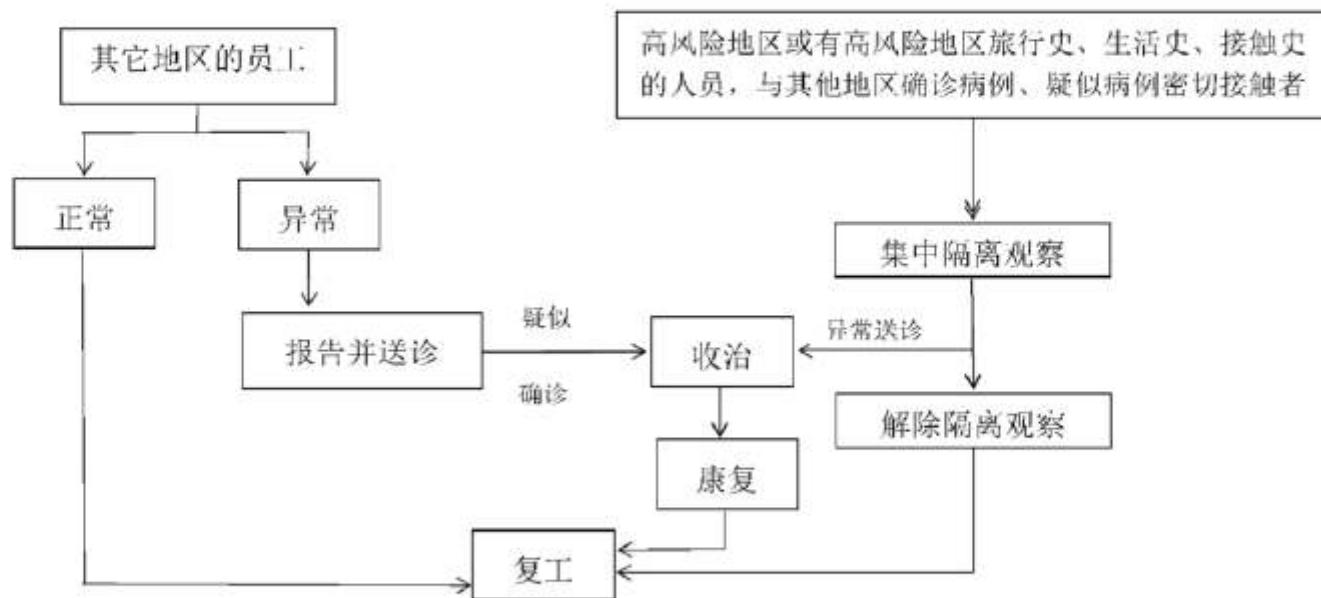 其它地区的员工
高风险地区或有高风险地区旅行史、生活史、接触史
的人员，与其他地区确诊病例、疑似病例密切接触者
正常
异常
集中隔离观察
报告并送诊
疑似
确诊
收治
异常送诊
解除隔离观察
康复
复工